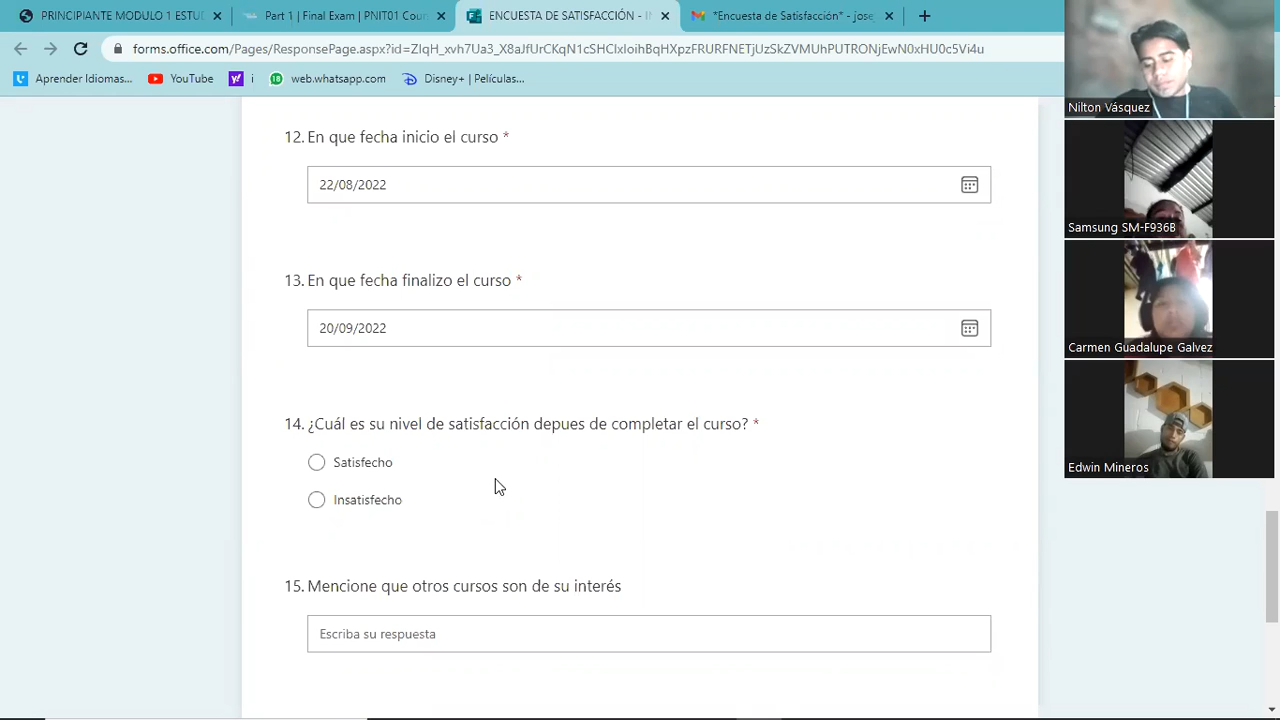 PRINCIPIANTE MODULO 1 ESTUD
Part 1 | Final Exam | PNIT01 Cour
ENCUESTA DE SATISFACCIÓN - IN
*Encuesta de Satisfacción* - jose
forms.office.com/Pages/ResponsePage.aspx?id=ZIqH_xvh7Ua3_X8aJfUrCKqN1cSHClxloihBqHXpzFRURFNETjUzSkZVMUhPUTRONjEwN0xHU0c5Vi4u
Aprender Idiomas...
YouTube
i
web.whatsapp.com
Disney+ | Películas...
12. En que fecha inicio el curso *
22/08/2022
13. En que fecha finalizo el curso *
20/09/2022
14. ¿Cuál es su nivel de satisfacción depues de completar el curso? *
Satisfecho
Insatisfecho
15. Mencione que otros cursos son de su interés
Escriba su respuesta
Nilton Vásquez
Samsung SM-F936B
Carmen Guadalupe Galvez
Edwin Mineros